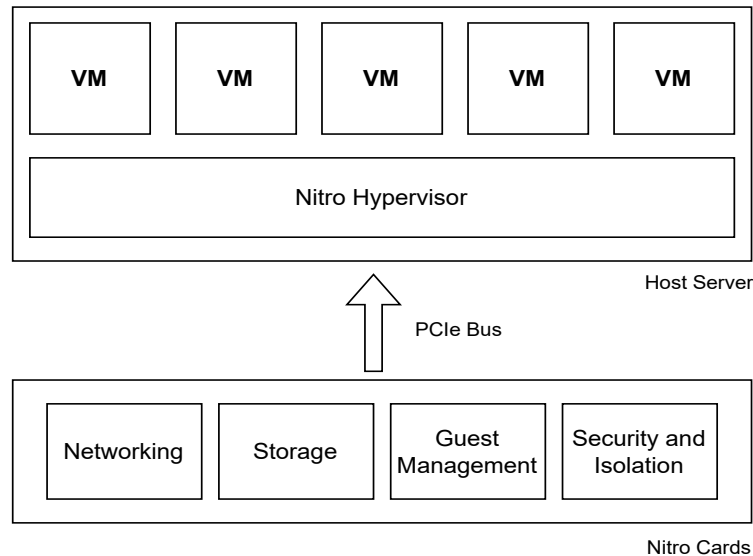 VM
VM
VM
VM
VM
Nitro Hypervisor
Host Server
PCIe Bus
Networking
Storage
Guest
Management
Security and
Isolation
Nitro Cards